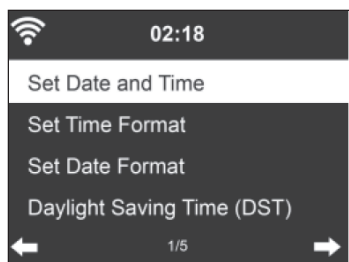 02:18
Set Date and Time
Set Time Format
Set Date Format
Daylight Saving Time (DST)
1/5